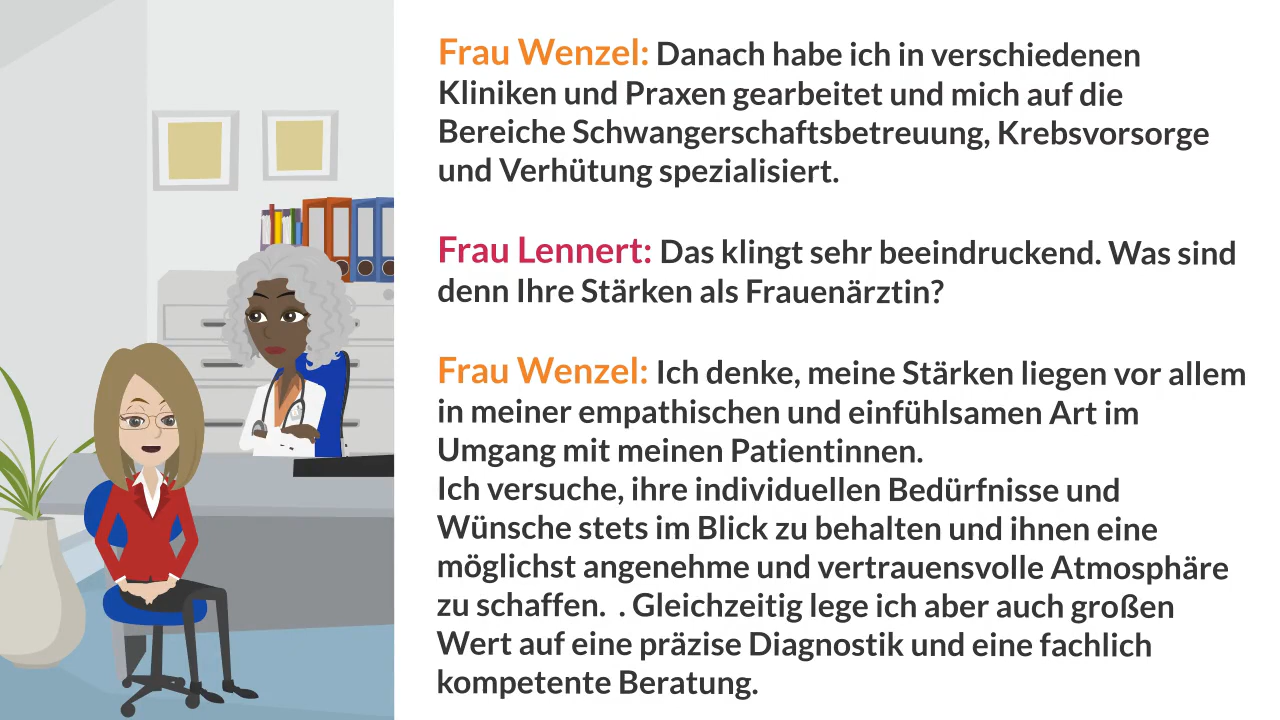 Frau Wenzel: Danach habe ich in verschiedenen
Kliniken und Praxen gearbeitet und mich auf die
Bereiche Schwangerschaftsbetreuung, Krebsvorsorge
und Verhütung spezialisiert.
Frau Lennert: Das klingt sehr beeindruckend. Was sind
denn Ihre Stärken als Frauenärztin?
Frau Wenzel: Ich denke, meine Stärken liegen vor allem
in meiner empathischen und einfühlsamen Art im
Umgang mit meinen Patientinnen.
Ich versuche, ihre individuellen Bedürfnisse und
Wünsche stets im Blick zu behalten und ihnen eine
möglichst angenehme und vertrauensvolle Atmosphäre
zu schaffen.  . Gleichzeitig lege ich aber auch großen
Wert auf eine präzise Diagnostik und eine fachlich
kompetente Beratung.